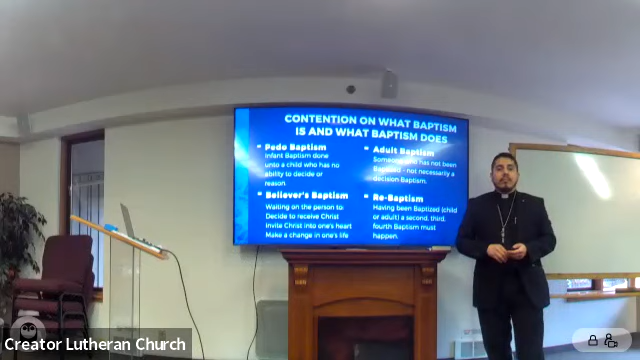 CONTENTION ON WHAT BAPTISM
IS AND WHAT BAPTISM DOES
Pedo Baptism
Infant Baptism done
unto a child who has no
ability to decide or
reason.
Believer's Baptism
Waiting on the person to
Decide to receive Christ
Invite Christ into one's heart
Make a change in one's life
Adult Baptism
Someone who has not been
Baptized - not necessarily a
decision Baptism.
Re-Baptism
Having been Baptized (child
or adult) a second, third,
fourth Baptism must
happen.
Creator Lutheran Church